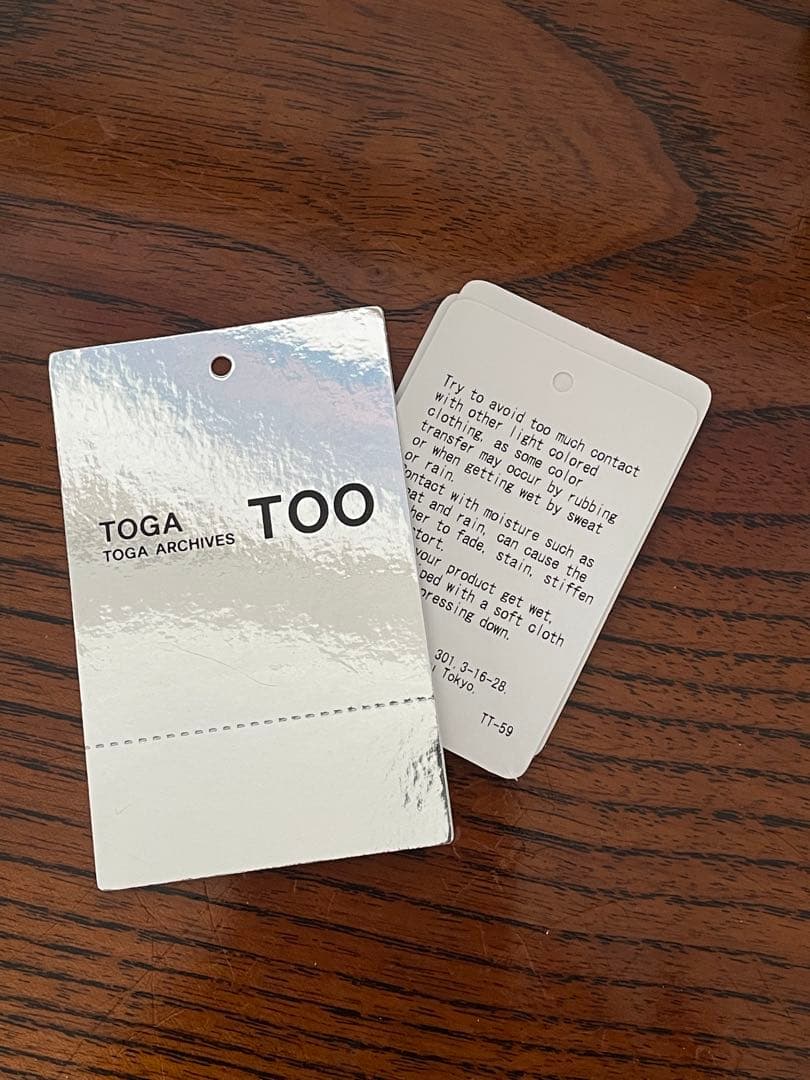 TOGA TOO
TOGA ARCHIVES
Try to avoid too much contact
with other light colored
clothing, as some color
transfer may occur by rubbing
or when getting wet by sweat
or rain.
with moisture such as
and rain, can cause the
to fade, stain, stiffen
your product get wet,
with a soft cloth
pressing down.
301, 3-16-28,
Tokyo.
TT-59